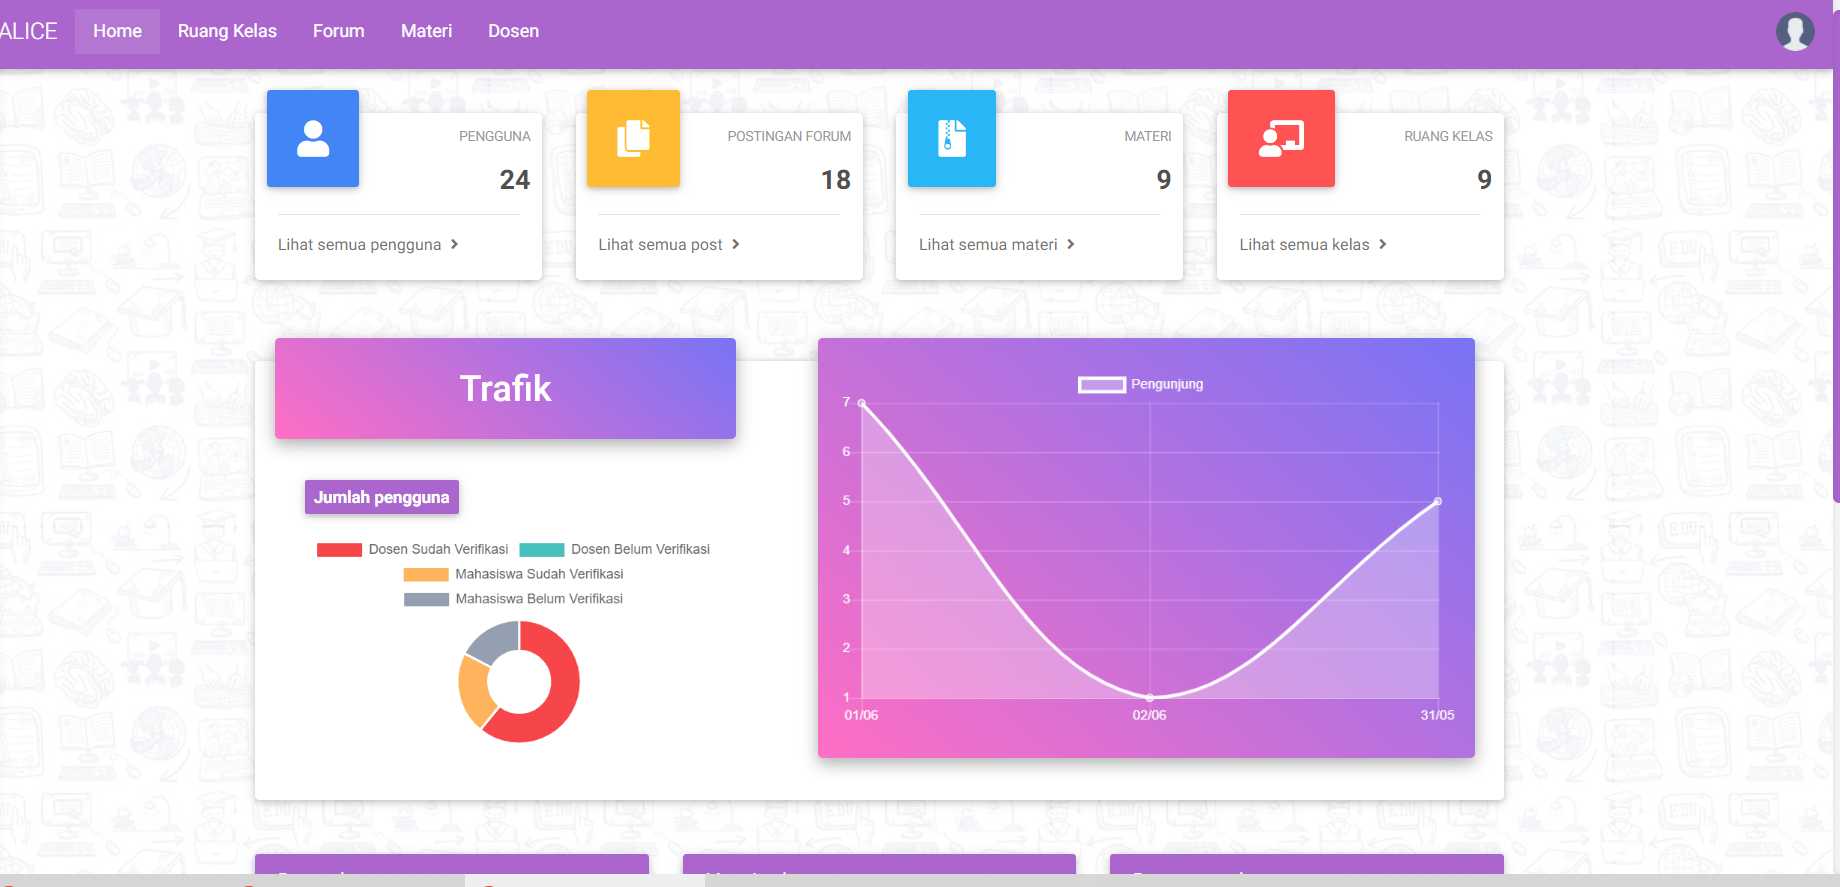 ALICE Home Ruang Kelas Forum Materi Dosen
PENGGUNA
24
Lihat semua pengguna
POSTINGAN FORUM
18
Lihat semua post
MATERI
9
Lihat semua materi
RUANG KELAS
9
Lihat semua kelas
Trafik
Jumlah pengguna
Dosen Sudah Verifikasi Dosen Belum Verifikasi
Mahasiswa Sudah Verifikasi
Mahasiswa Belum Verifikasi
Pengunjung
7
6
5
4
3
2
1
01/06 02/06 31/05